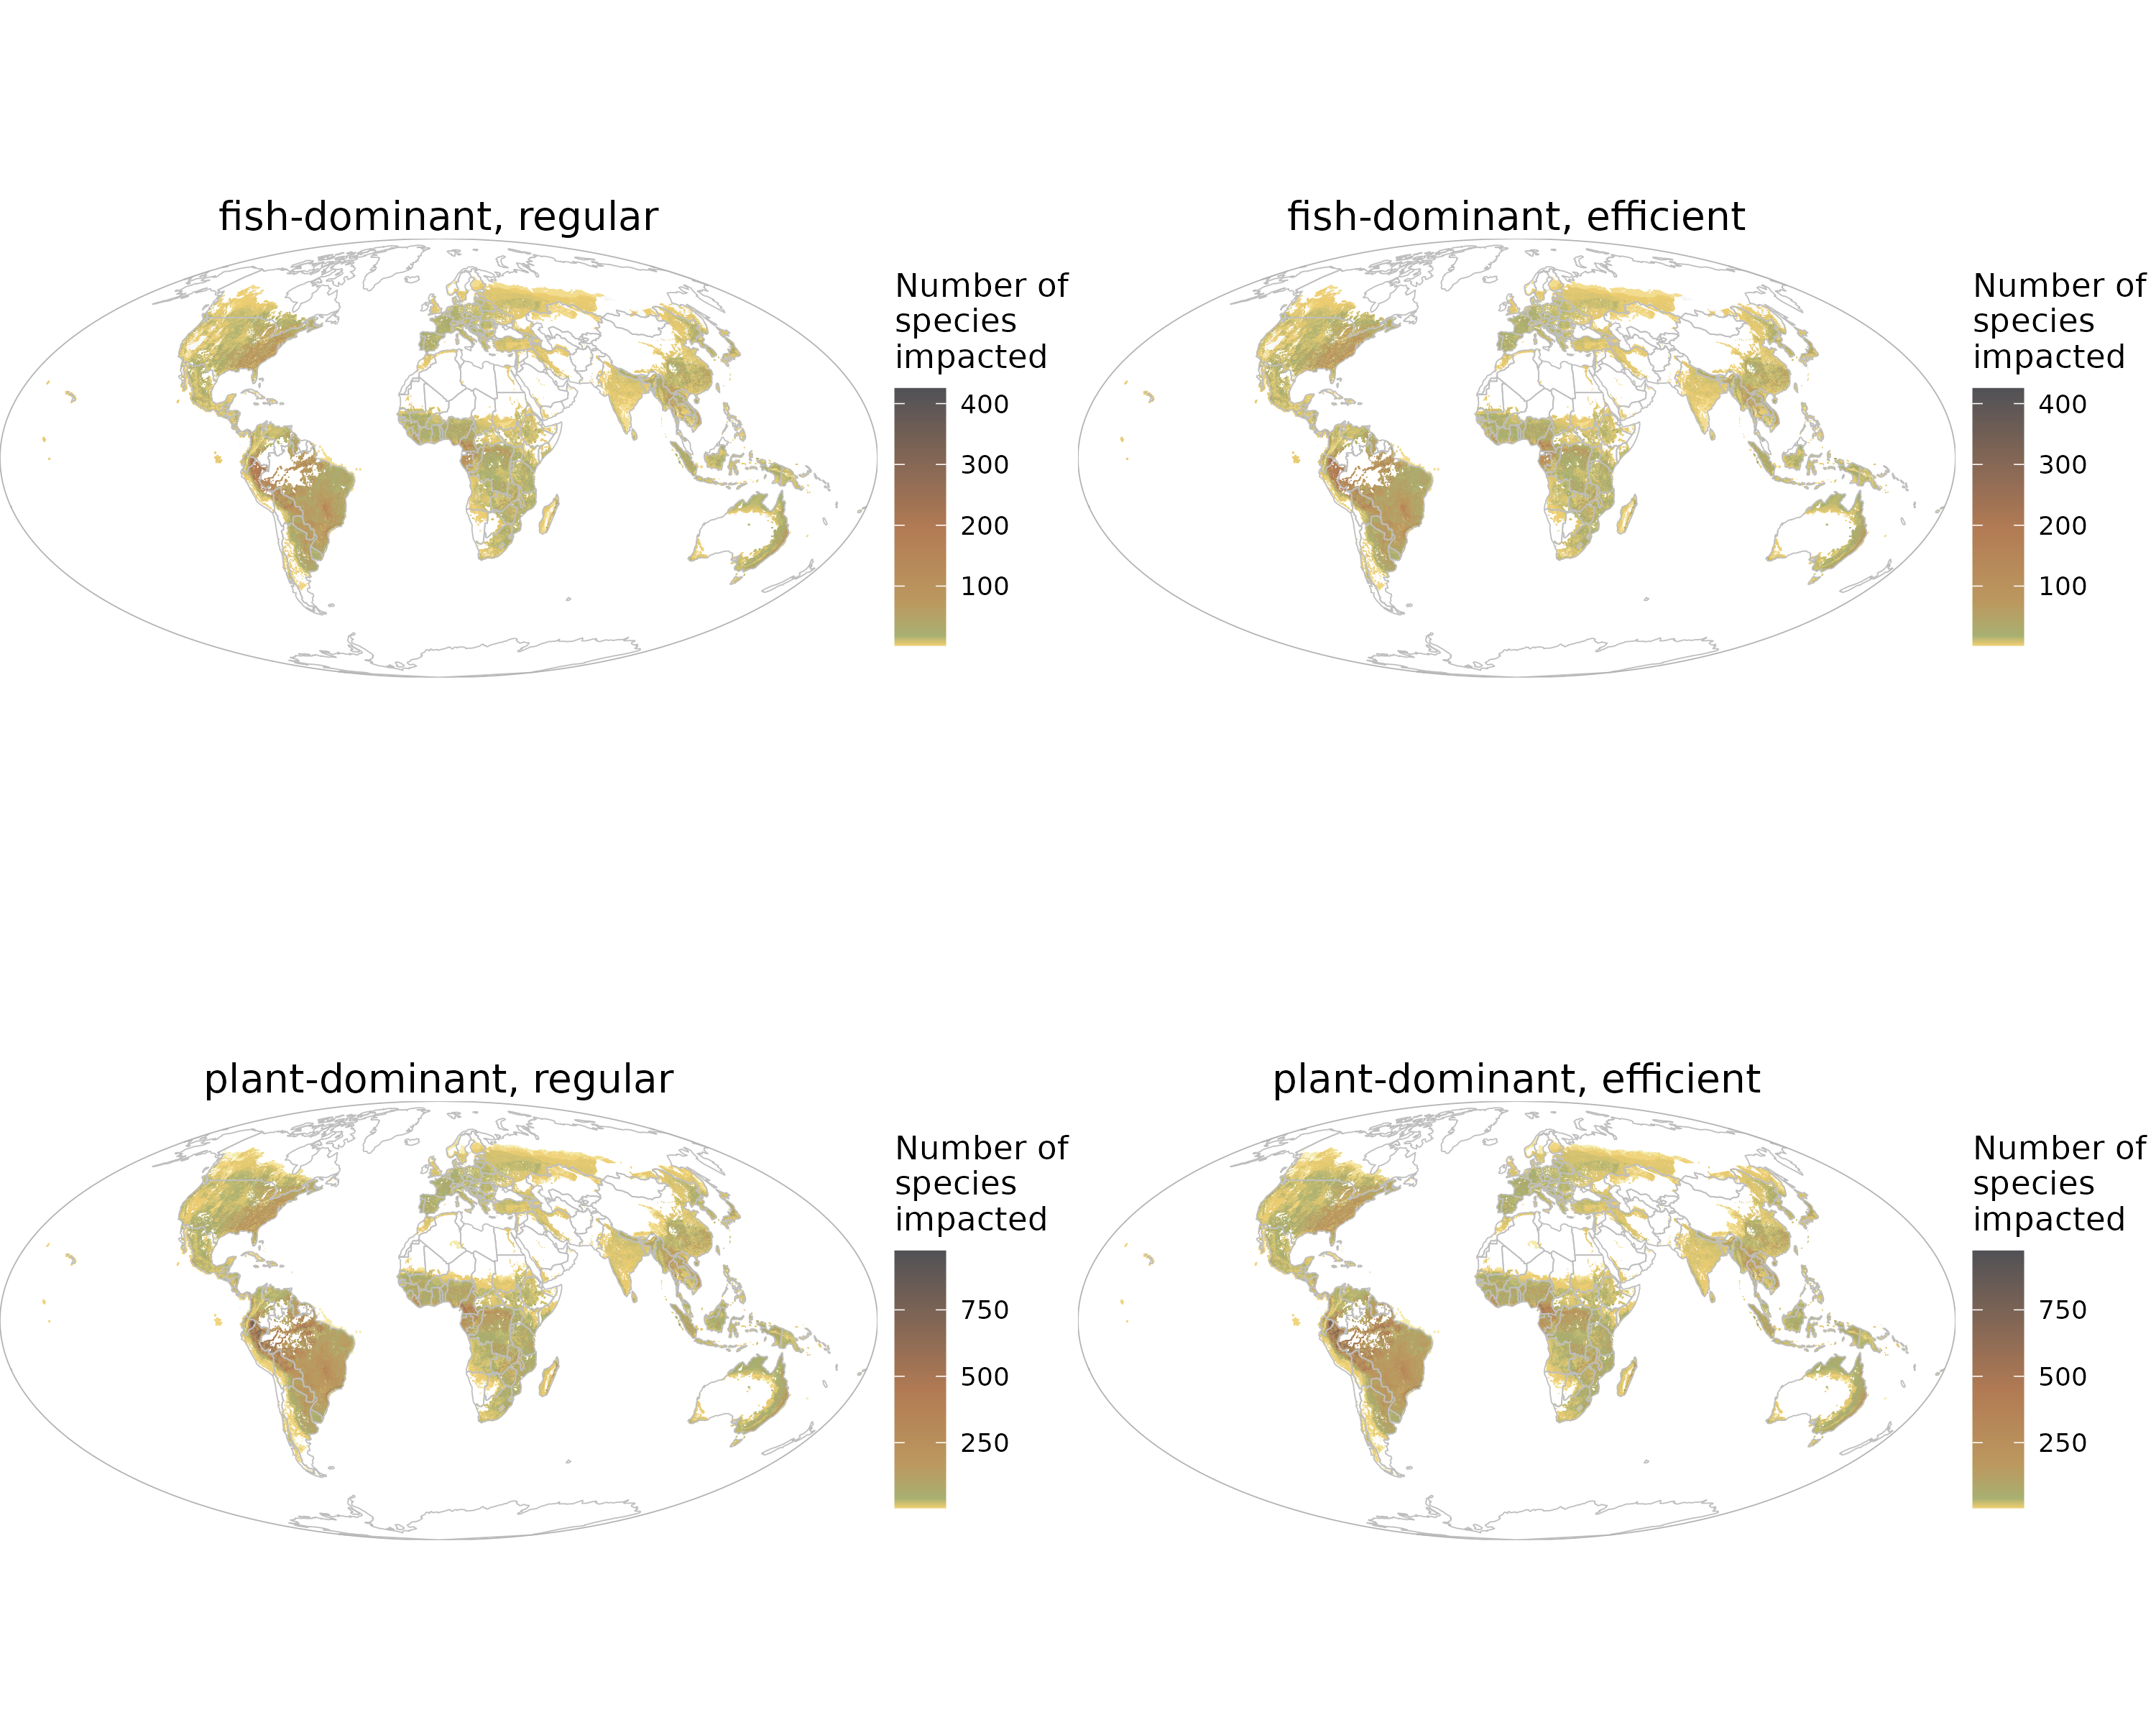 fish-dominant, regular
Number of
species
impacted
400
300
200
100
fish-dominant, efficient
Number of
species
impacted
400
300
200
100
plant-dominant, regular
Number of
species
impacted
750
500
250
plant-dominant, efficient
Number of
species
impacted
750
500
250